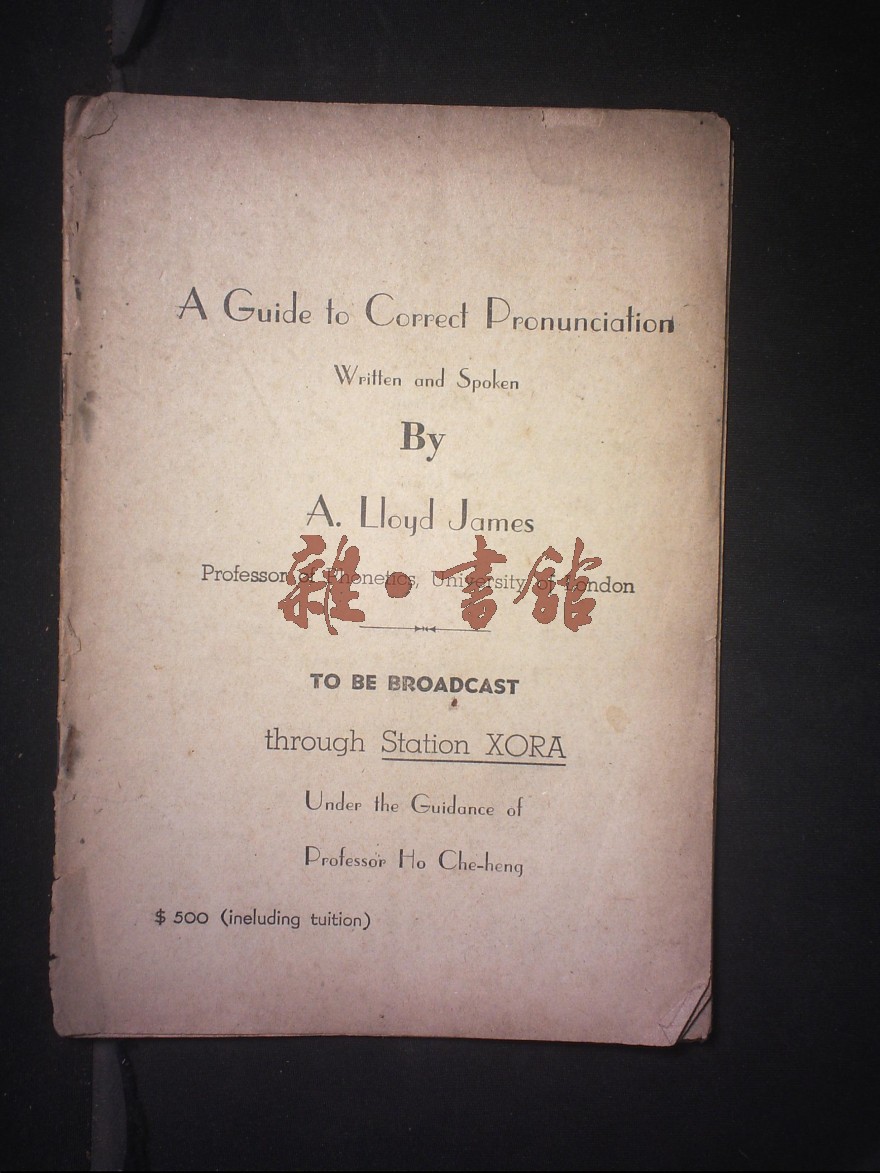 A Guide to Correct Pronunciation
Written and Spoken
By
A. Lloyd James
Professor of Phonetics, University of London
雜·書館
TO BE BROADCAST
through Station XORA
Under the Guidance of
Professor Ho Che-heng
$ 500 (ineluding tuition)